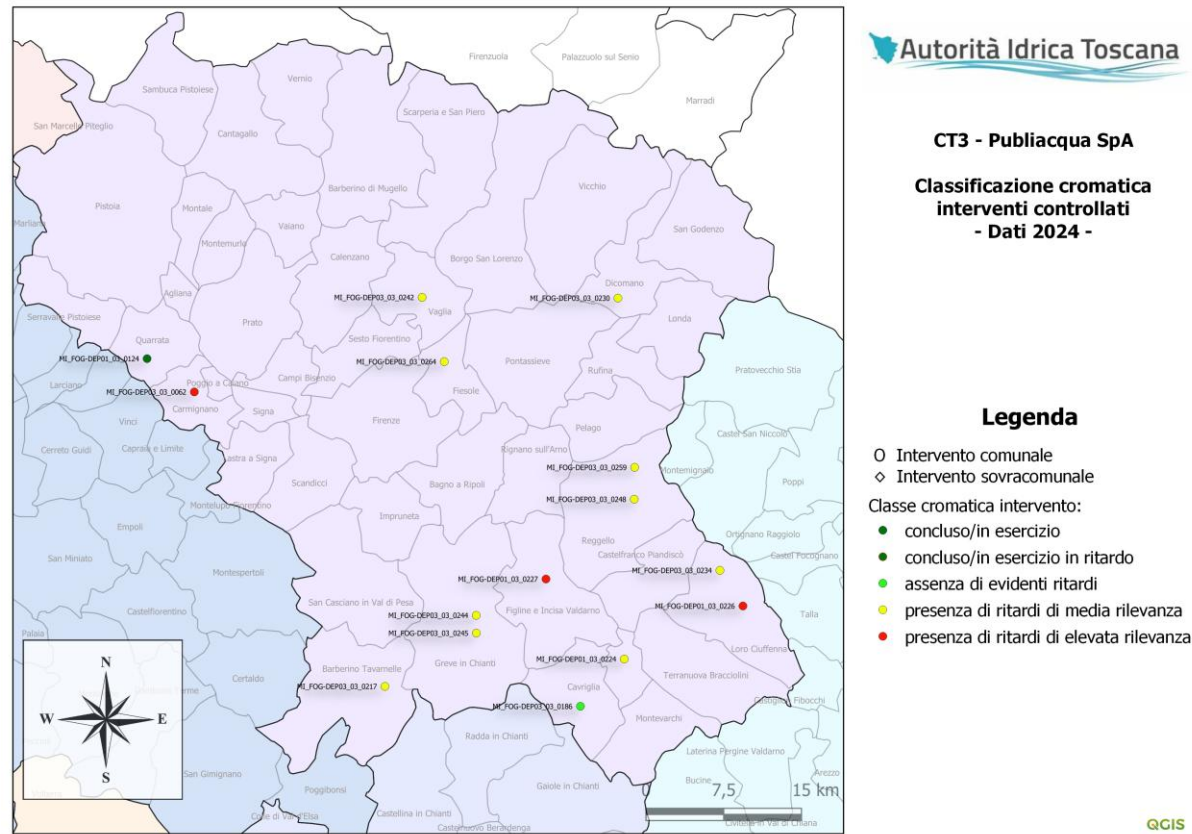 Firenzuola
Palazzuolo sul Senio
Marradi
Vernio
Sambuca Pistoiese
Scarperia e San Piero
San Marcello Piteglio
Cantagallo
Barberino di Mugello
Vicchio
Pistoia
Montale
Marliana
Vaiano
San Godenzo
Montemurlo
Calenzano
Borgo San Lorenzo
Dicomano
Agliana
MI_FOG-DEP03_03_0242
MI_FOG-DEP03_03_0230
Vaglia
Serravalle Pistoiese
Prato
Londa
Quarrata
Sesto Fiorentino
MI_FOG-DEP01_03_0124
MI_FOG-DEP03_03_0264
Pontassieve
Rufina
Pratovecchio Stia
Larciano
Poggio a Caiano
Campi Bisenzio
MI_FOG-DEP03_03_0062
Fiesole
Carmignano
Signa
Vinci
Firenze
Pelago
Castel San Niccolò
Cerreto Guidi
Capraia e Limite
Rignano sull'Arno
Lastra a Signa
MI_FOG-DEP03_03_0259
Montemignaio
Scandicci
Bagno a Ripoli
Poppi
Montelupo Fiorentino
MI_FOG-DEP03_03_0248
Impruneta
Empoli
Ortignano Raggiolo
Reggello
San Miniato
Castelfranco Piandiscò
Castel Focognano
Montespertoli
MI_FOG-DEP03_03_0234
MI_FOG-DEP01_03_0227
San Casciano in Val di Pesa
Figline e Incisa Valdarno
MI_FOG-DEP01_03_0226
Castelfiorentino
MI_FOG-DEP03_03_0244
Talla
Palaia
MI_FOG-DEP03_03_0245
Loro Ciuffenna
MI_FOG-DEP01_03_0224
Greve in Chianti
Barberino Tavarnelle
Terranuova Bracciolini
Certaldo
MI_FOG-DEP03_03_0217
Cavriglia
MI_FOG-DEP03_03_0186
Montevarchi
Radda in Chianti
Laterina Pergine Valdarno
San Gimignano
Arezzo
Bucine
Poggibonsi
Gaiole in Chianti
Castellina in Chianti
Castelnuovo Berardenga
Civitella in Val di Chiana
N
W E
S
7,5 15 km
Autorità Idrica Toscana
CT3 - Publiacqua SpA
Classificazione cromatica
interventi controllati
- Dati 2024 -
Legenda
Intervento comunale
Intervento sovracomunale
Classe cromatica intervento:
concluso/in esercizio
concluso/in esercizio in ritardo
assenza di evidenti ritardi
presenza di ritardi di media rilevanza
presenza di ritardi di elevata rilevanza
QGIS